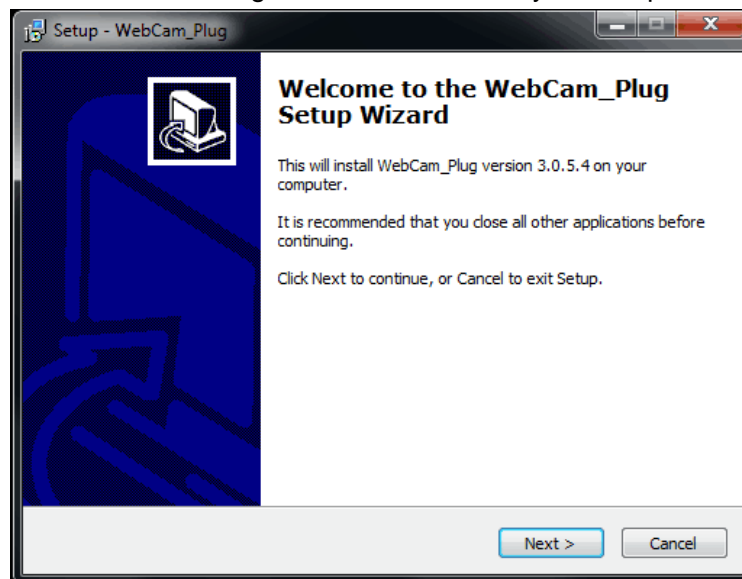 Setup - WebCam_Plug
Welcome to the WebCam_Plug
Setup Wizard
This will install WebCam_Plug version 3.0.5.4 on your
computer.
It is recommended that you close all other applications before
continuing.
Click Next to continue, or Cancel to exit Setup.
Next >
Cancel